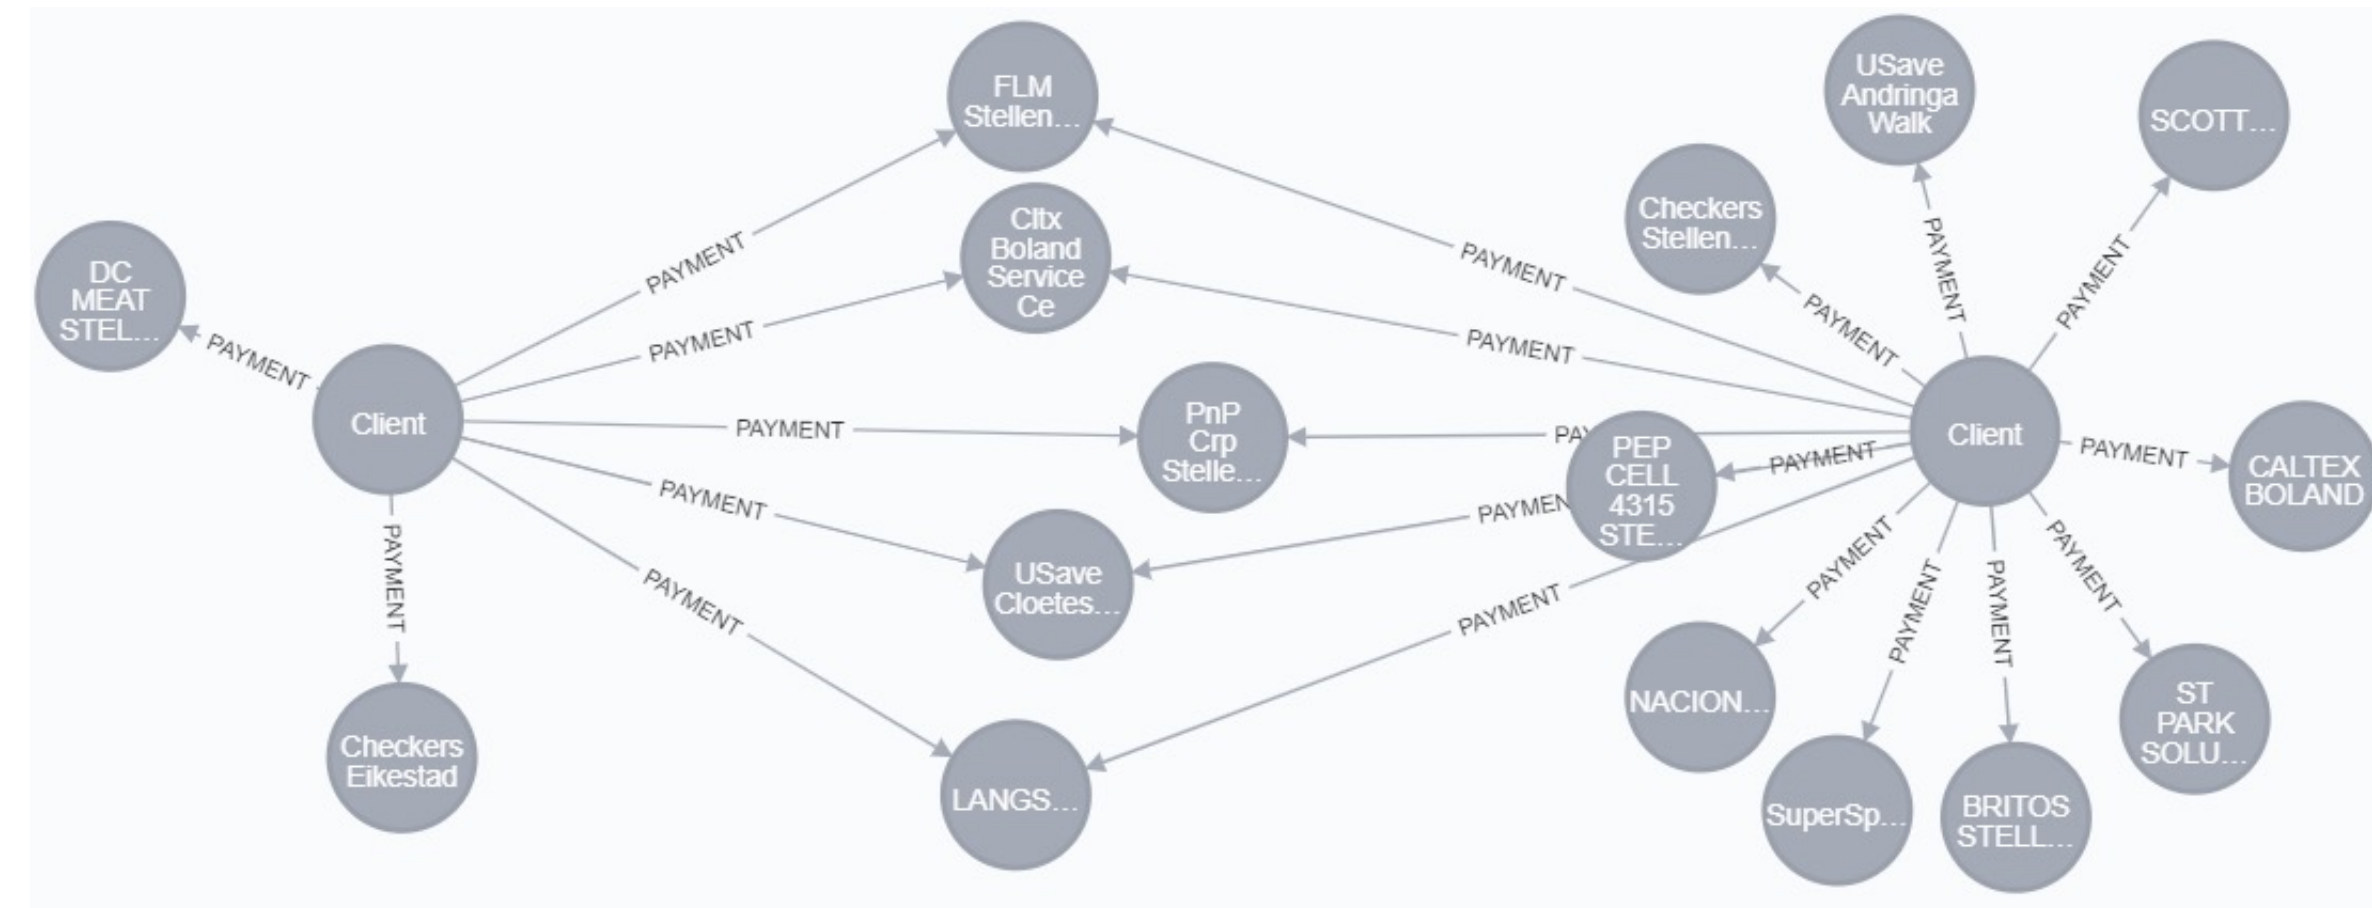 FLM
Stellen…
USave
Andringa
Walk
SCOTT…
Checkers
Stellen…
Cltx
Boland
Service
Ce
DC
MEAT
STEL…
PAYMENT
PAYMENT
PAYMENT
PAYMENT
PAYMENT
PAYMENT
PAYMENT
PAYMENT
Client
PAYMENT
PnP
Crp
Stelle…
PAY
PEP
CELL
4315
STE…
PAYMENT
Client
PAYMENT
CALTEX
BOLAND
PAYMENT
PAYMEN
PAYMENT
PAYMENT
USave
Cloetes…
PAYMENT
PAYMENT
PAYMENT
PAYMENT
PAYMENT
PAYMENT
Checkers
Eikestad
LANGS…
NACION…
SuperSp…
BRITOS
STELL…
ST
PARK
SOLU…